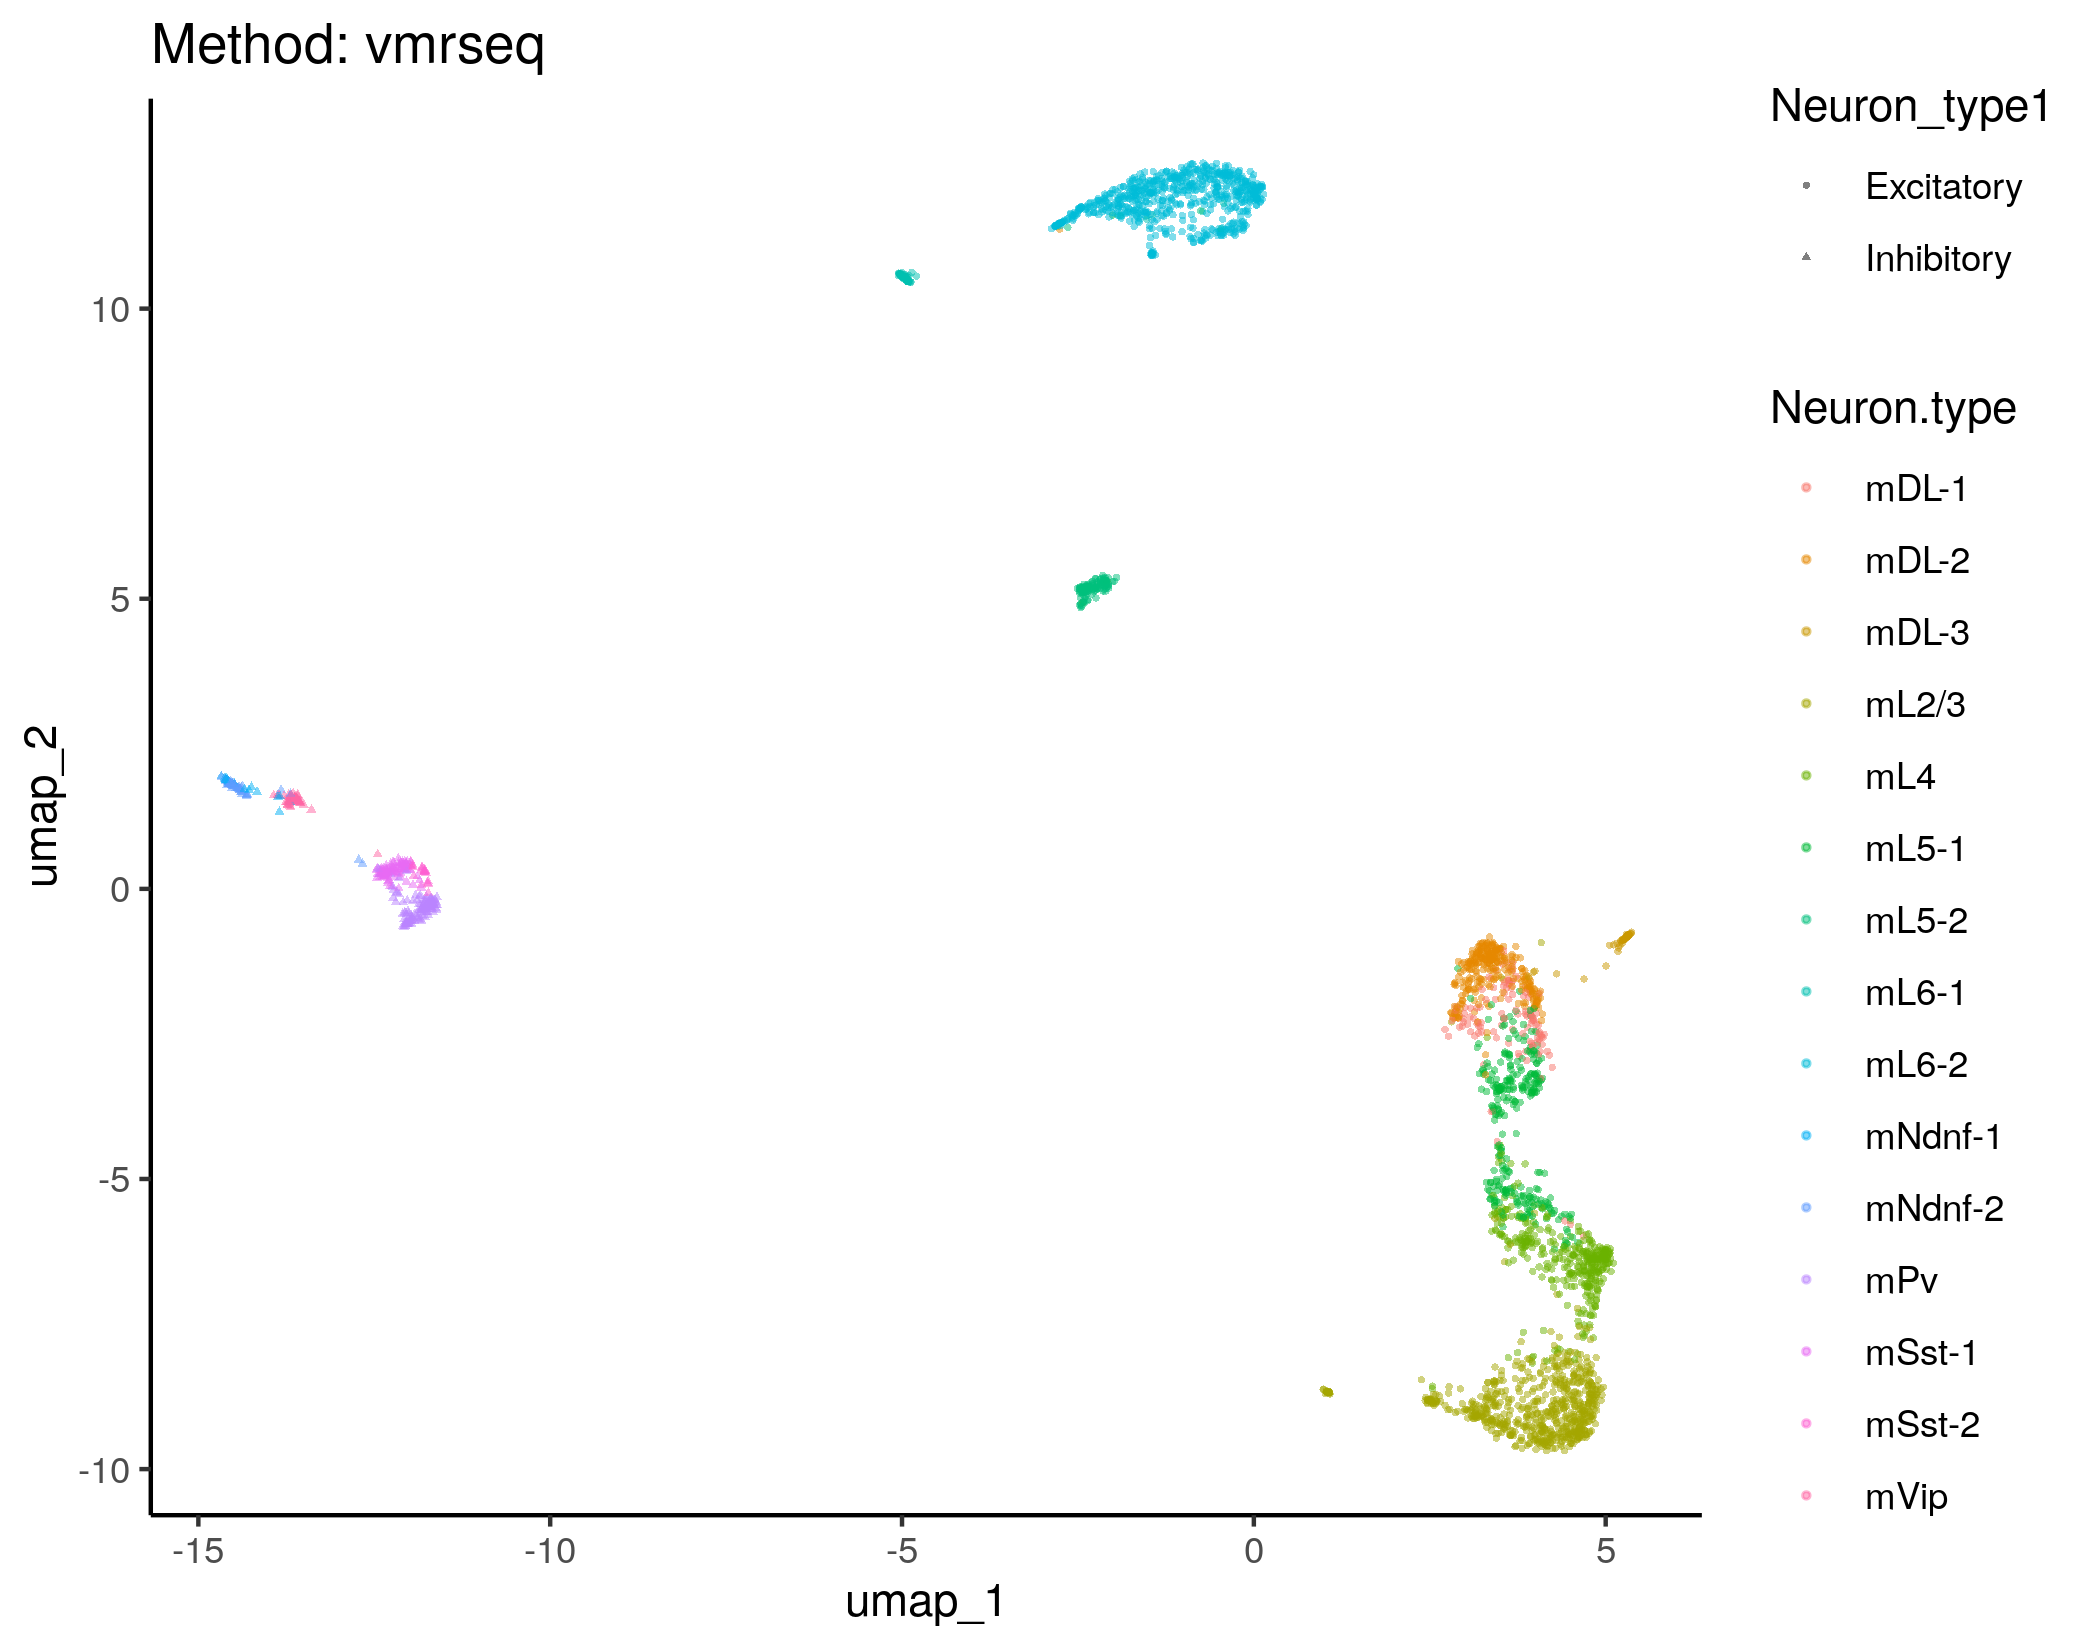 Method: vmrseq
Neuron_type1
Excitatory
Inhibitory
Neuron.type
mDL-1
mDL-2
mDL-3
mL2/3
mL4
mL5-1
mL5-2
mL6-1
mL6-2
mNdnf-1
mNdnf-2
mPv
mSst-1
mSst-2
mVip
umap_2
10
5
0
-5
-10
-15 -10 -5 0 5
umap_1